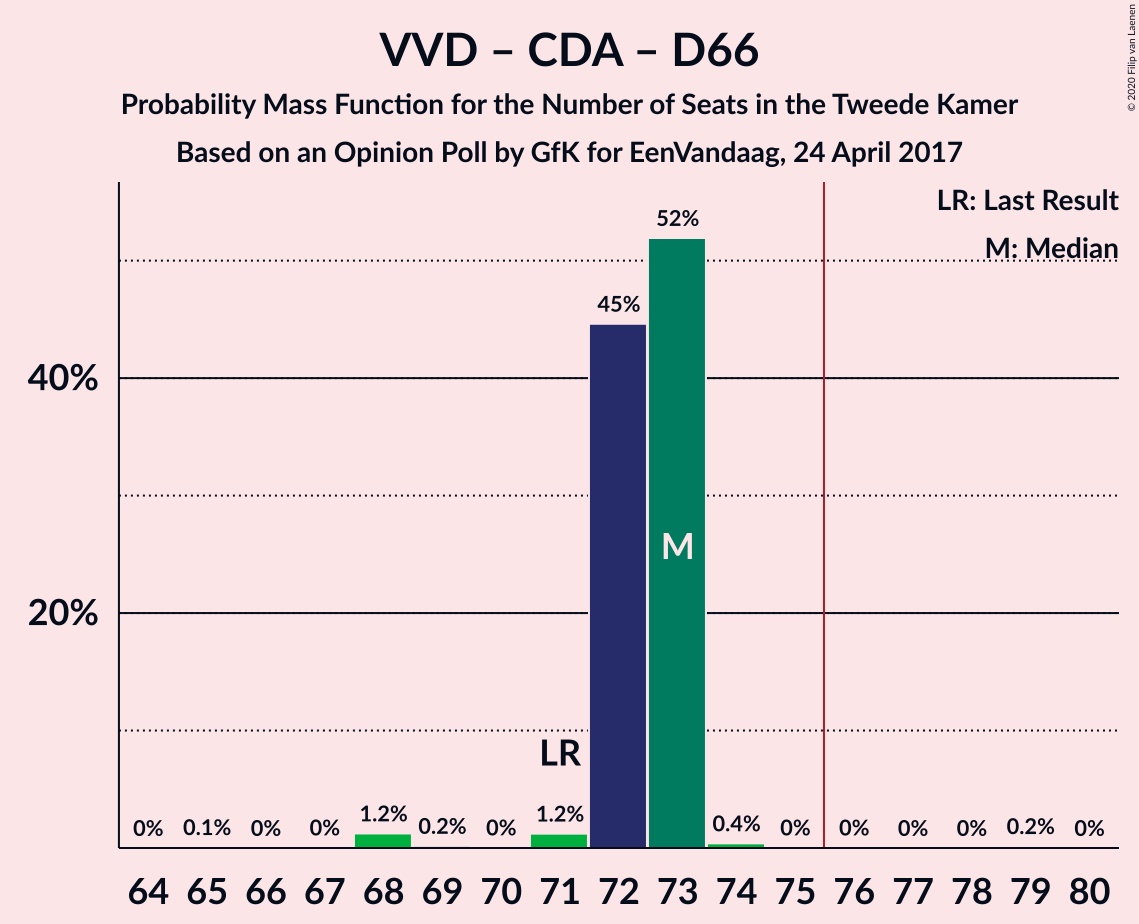 VVD – CDA – D66
Probability Mass Function for the Number of Seats in the Tweede Kamer
Based on an Opinion Poll by GfK for EenVandaag, 24 April 2017
© 2020 Filip van Laenen
LR: Last Result
M: Median
52%
45%
40%
M
20%
LR
0% 0.1% 0% 0% 1.2% 0.2% 0% 1.2% 0.4% 0% 0% 0% 0% 0.2% 0%
64 65 66 67 68 69 70 71 72 73 74 75 76 77 78 79 80